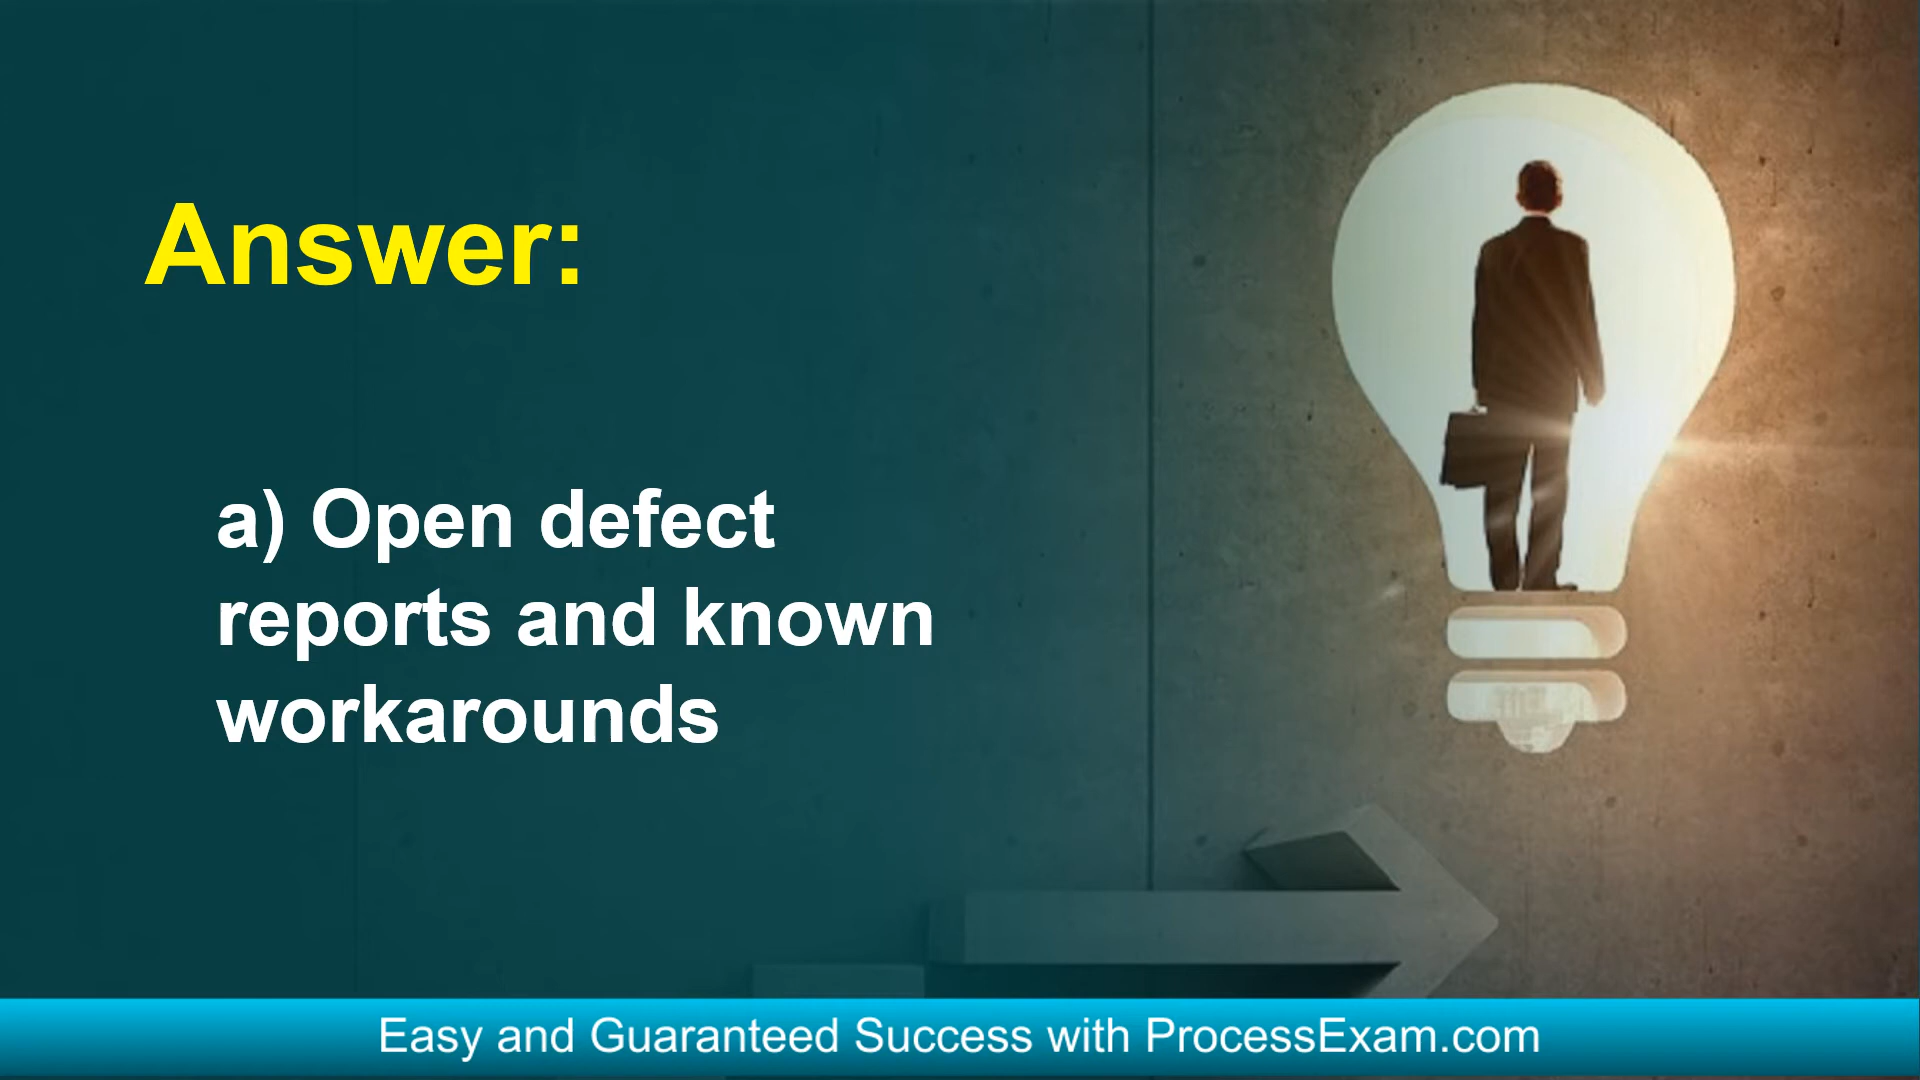 Answer:
a) Open defect
reports and known
workarounds
Easy and Guaranteed Success with ProcessExam.com